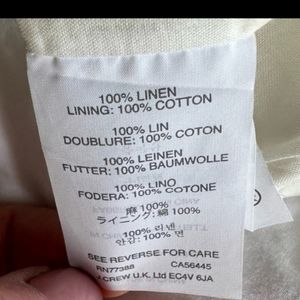 100% LINEN
LINING: 100% COTTON
100% LIN
DOUBLURE: 100% COTON
100% LEINEN
FUTTER: 100% BAUMWOLLE
100% LINO
FODERA: 100% COTONE
麻 100%
ライニング: 綿 100%
100% 리넨
안감: 100% 면
SEE REVERSE FOR CARE
RN77388 CA56445
CREW U.K. Ltd EC4V 6JA